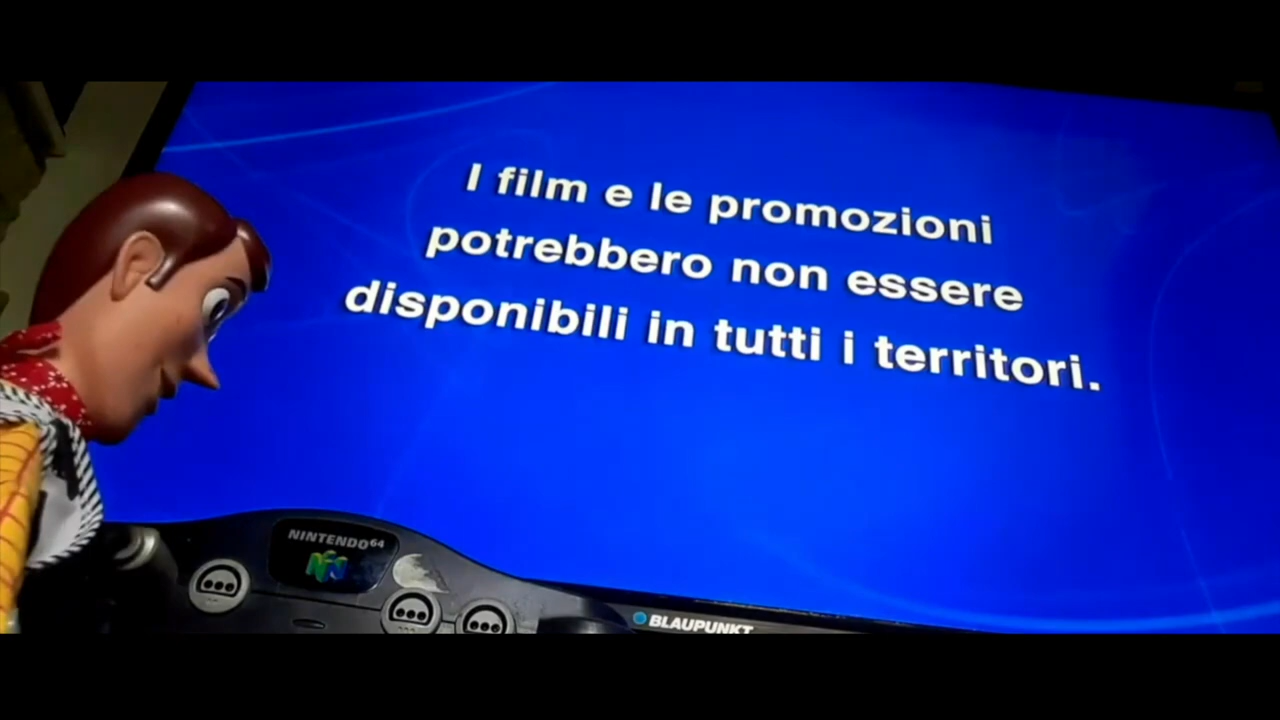 I film e le promozioni
potrebbero non essere
disponibili in tutti i territori.
NINTENDO64
BLAUPUNKT